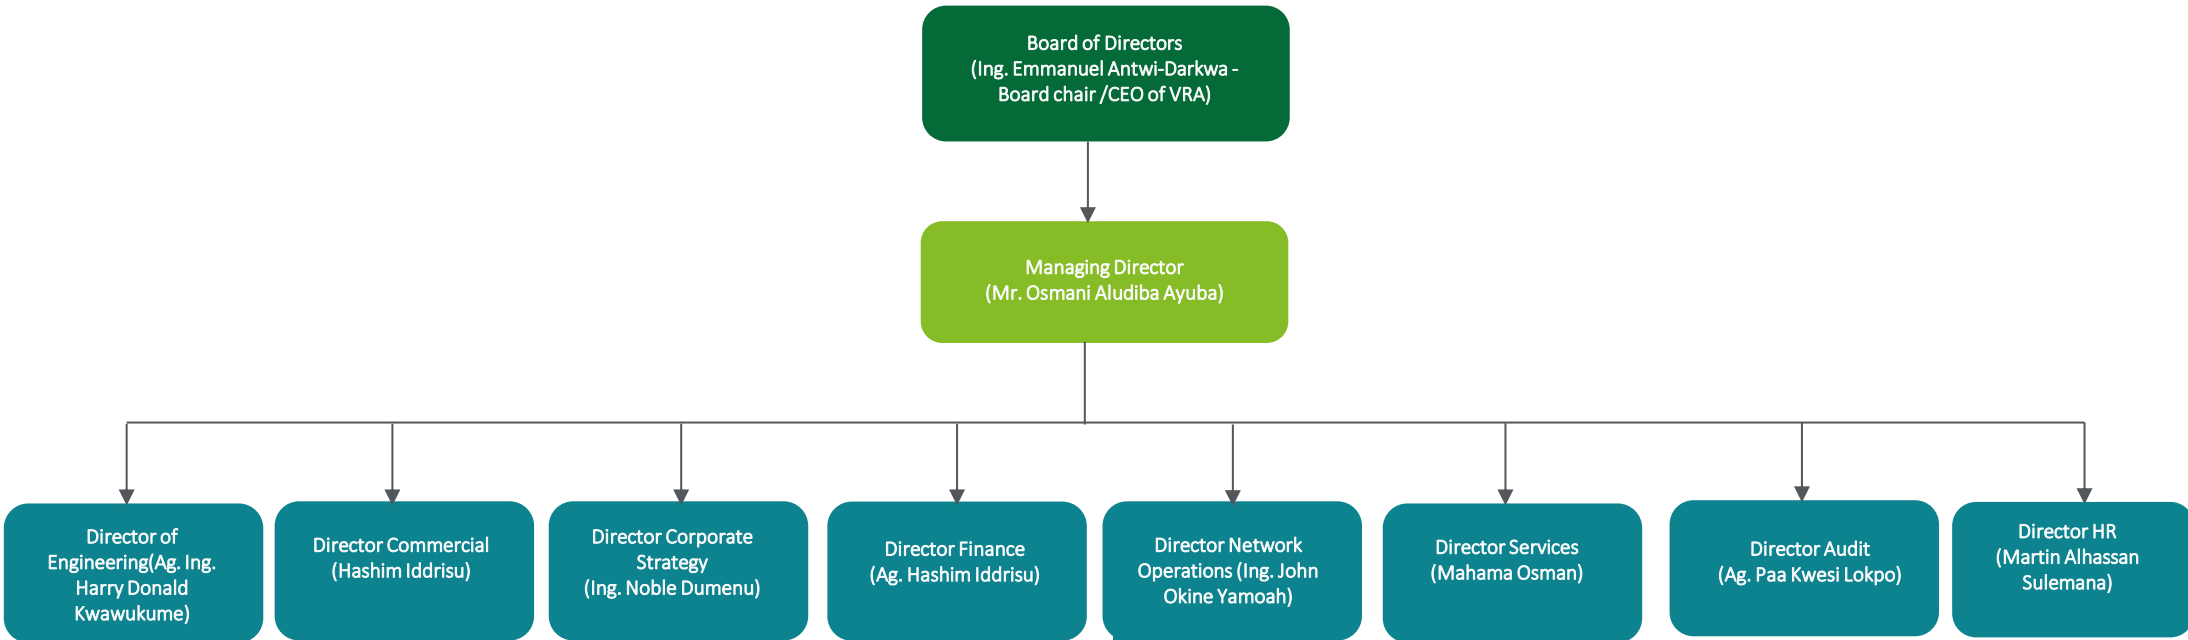 Board of Directors
(Ing. Emmanuel Antwi-Darkwa -
Board chair /CEO of VRA)
Managing Director
(Mr. Osmani Aludiba Ayuba)
Director of
Engineering(Ag. Ing.
Harry Donald
Kwawukume)
Director Commercial
(Hashim Iddrisu)
Director Corporate
Strategy
(Ing. Noble Dumenu)
Director Finance
(Ag. Hashim Iddrisu)
Director Network
Operations (Ing. John
Okine Yamoah)
Director Services
(Mahama Osman)
Director Audit
(Ag. Paa Kwesi Lokpo)
Director HR
(Martin Alhassan
Sulemana)